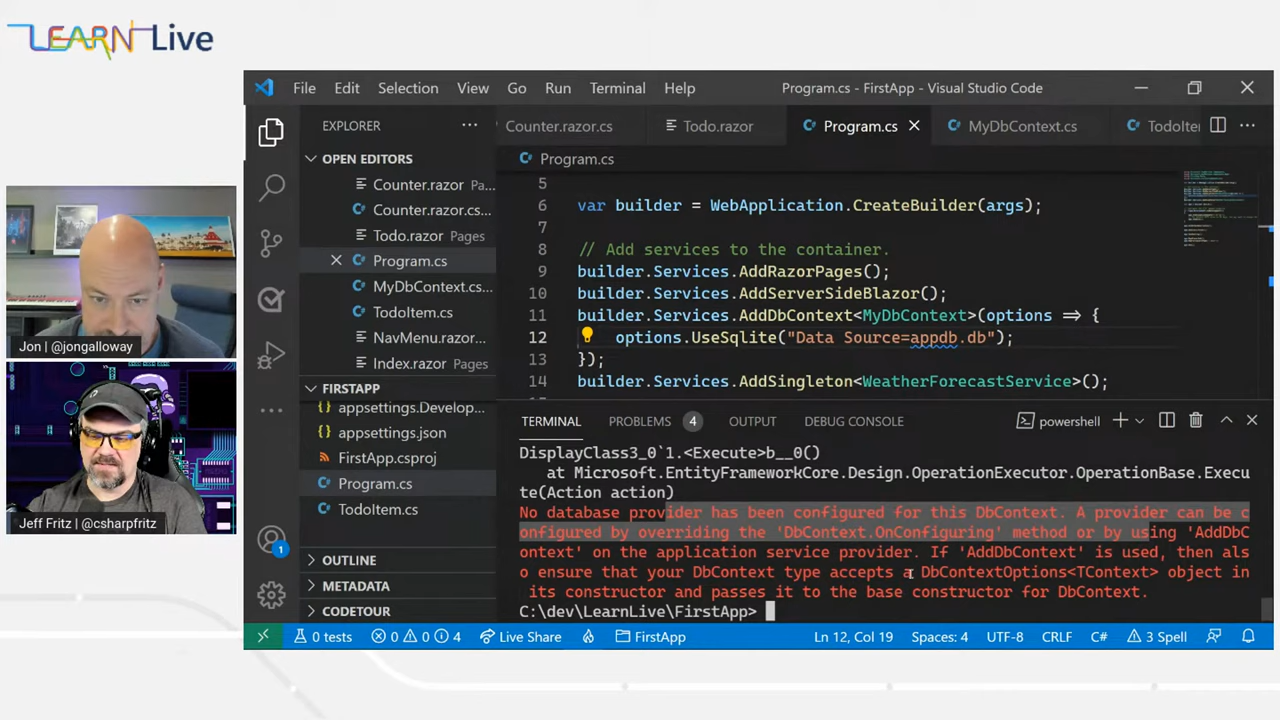 LEARN Live
File Edit Selection View Go Run Terminal Help Program.cs - FirstApp - Visual Studio Code
EXPLORER
Counter.razor.cs Todo.razor Program.cs MyDbContext.cs TodoIte
OPEN EDITORS
Counter.razor Pa...
Counter.razor.cs...
Todo.razor Pages
Program.cs
MyDbContext.cs...
TodoItem.cs
NavMenu.razor...
Index.razor Pages
FIRSTAPP
appsettings.Develop...
appsettings.json
FirstApp.csproj
Program.cs
TodoItem.cs
OUTLINE
METADATA
CODETOUR
Program.cs
5
6 var builder = WebApplication.CreateBuilder(args);
7
8 // Add services to the container.
9 builder.Services.AddRazorPages();
10 builder.Services.AddServerSideBlazor();
11 builder.Services.AddDbContext<MyDbContext>(options => {
12 options.UseSqlite("Data Source=appdb.db");
13 });
14 builder.Services.AddSingleton<WeatherForecastService>();
TERMINAL PROBLEMS 4 OUTPUT DEBUG CONSOLE powershell
DisplayClass3_0`1.<Execute>b__0()
at Microsoft.EntityFrameworkCore.Design.OperationExecutor.OperationBase.Execu
te(Action action)
No database provider has been configured for this DbContext. A provider can be c
onfigured by overriding the 'DbContext.OnConfiguring' method or by using 'AddDbC
ontext' on the application service provider. If 'AddDbContext' is used, then als
o ensure that your DbContext type accepts a DbContextOptions<TContext> object in
its constructor and passes it to the base constructor for DbContext.
C:\dev\LearnLive\FirstApp>
1
0 tests 0 0 4 Live Share FirstApp Ln 12, Col 19 Spaces: 4 UTF-8 CRLF C# 3 Spell
Jon | @jongalloway
Jeff Fritz | @csharpfritz